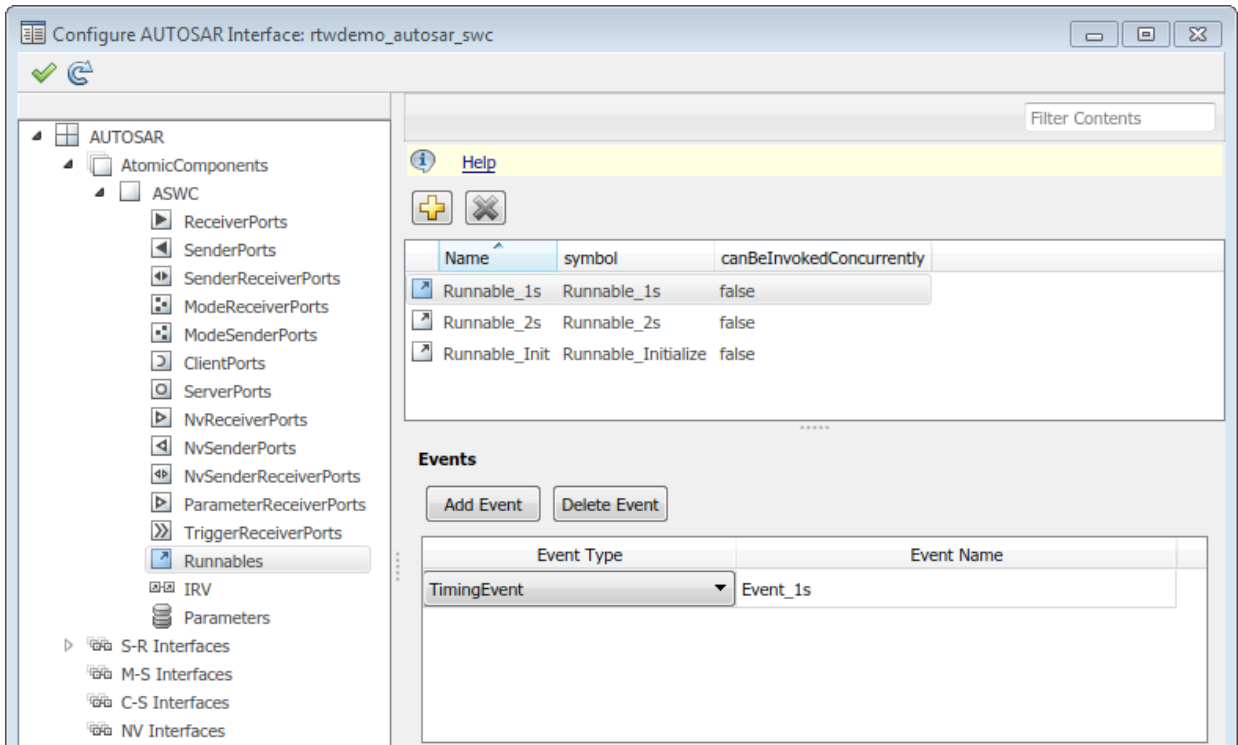 Configure AUTOSAR Interface: rtwdemo_autosar_swc
Filter Contents
AUTOSAR
AtomicComponents
ASWC
ReceiverPorts
SenderPorts
SenderReceiverPorts
ModeReceiverPorts
ModeSenderPorts
ClientPorts
ServerPorts
NvReceiverPorts
NvSenderPorts
NvSenderReceiverPorts
ParameterReceiverPorts
TriggerReceiverPorts
Runnables
IRV
Parameters
S-R Interfaces
M-S Interfaces
C-S Interfaces
NV Interfaces
Help
Name symbol canBeInvokedConcurrently
Runnable_1s Runnable_1s false
Runnable_2s Runnable_2s false
Runnable_Init Runnable_Initialize false
Events
Add Event Delete Event
Event Type Event Name
TimingEvent Event_1s